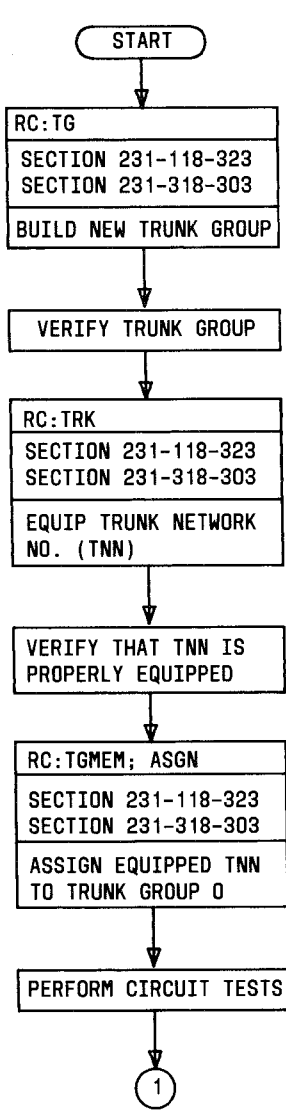 START
RC:TG
SECTION 231-118-323
SECTION 231-318-303
BUILD NEW TRUNK GROUP
VERIFY TRUNK GROUP
RC:TRK
SECTION 231-118-323
SECTION 231-318-303
EQUIP TRUNK NETWORK
NO. (TNN)
VERIFY THAT TNN IS
PROPERLY EQUIPPED
RC:TGMEM; ASGN
SECTION 231-118-323
SECTION 231-318-303
ASSIGN EQUIPPED TNN
TO TRUNK GROUP 0
PERFORM CIRCUIT TESTS
1